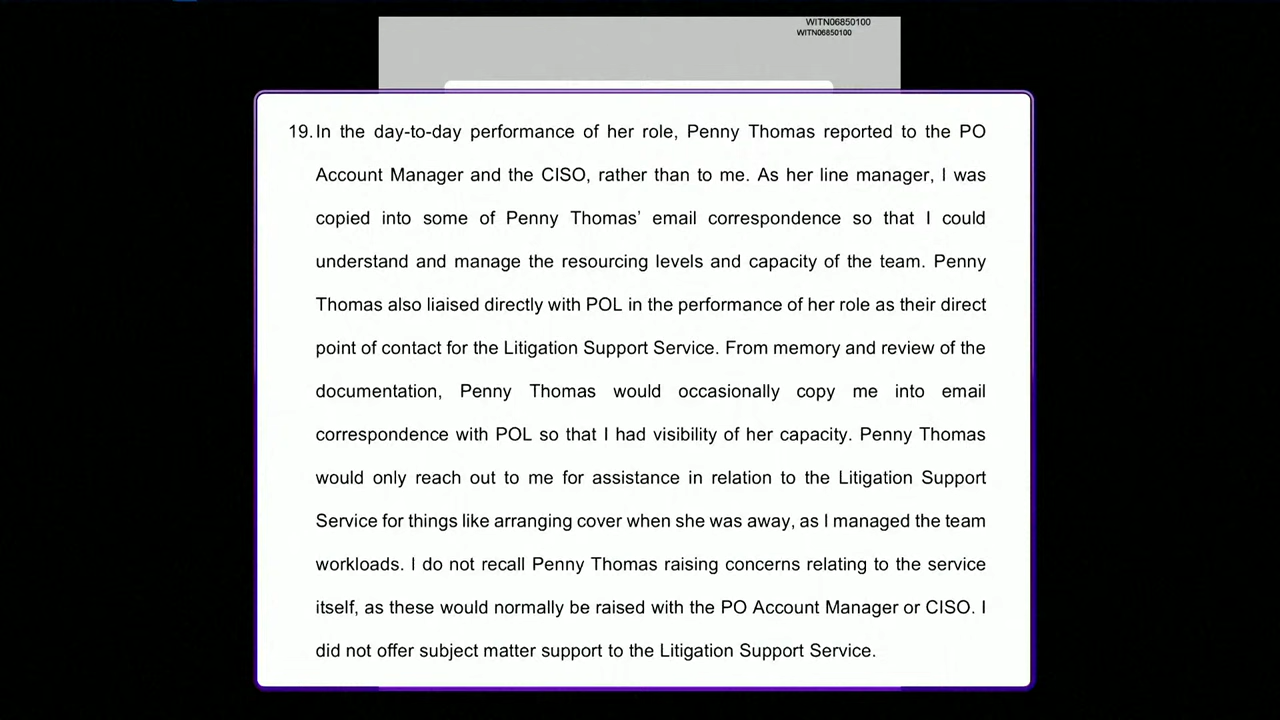 WITN06850100
WITN06850100
19. In the day-to-day performance of her role, Penny Thomas reported to the PO
Account Manager and the CISO, rather than to me. As her line manager, I was
copied into some of Penny Thomas’ email correspondence so that I could
understand and manage the resourcing levels and capacity of the team. Penny
Thomas also liaised directly with POL in the performance of her role as their direct
point of contact for the Litigation Support Service. From memory and review of the
documentation, Penny Thomas would occasionally copy me into email
correspondence with POL so that I had visibility of her capacity. Penny Thomas
would only reach out to me for assistance in relation to the Litigation Support
Service for things like arranging cover when she was away, as I managed the team
workloads. I do not recall Penny Thomas raising concerns relating to the service
itself, as these would normally be raised with the PO Account Manager or CISO. I
did not offer subject matter support to the Litigation Support Service.